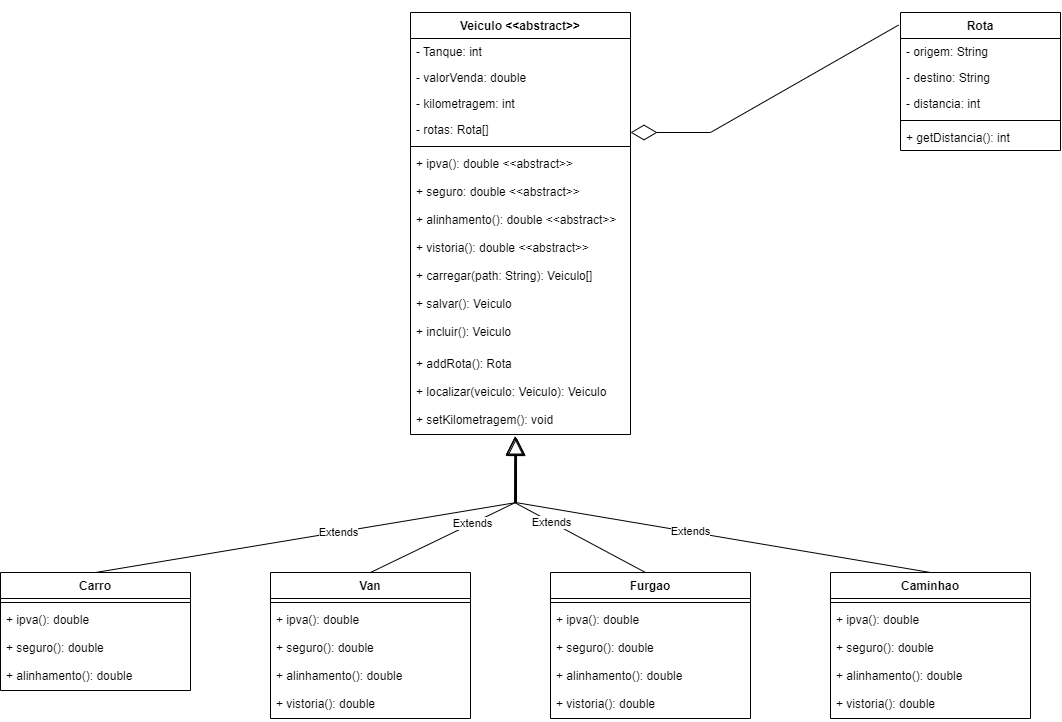 Veiculo <<abstract>>
- Tanque: int
- valorVenda: double
- kilometragem: int
- rotas: Rota[]
+ ipva(): double <<abstract>>
+ seguro: double <<abstract>>
+ alinhamento(): double <<abstract>>
+ vistoria(): double <<abstract>>
+ carregar(path: String): Veiculo[]
+ salvar(): Veiculo
+ incluir(): Veiculo
+ addRota(): Rota
+ localizar(veiculo: Veiculo): Veiculo
+ setKilometragem(): void
Rota
- origem: String
- destino: String
- distancia: int
+ getDistancia(): int
Extends
Extends
Extends
Extends
Carro
+ ipva(): double
+ seguro(): double
+ alinhamento(): double
Van
+ ipva(): double
+ seguro(): double
+ alinhamento(): double
+ vistoria(): double
Furgao
+ ipva(): double
+ seguro(): double
+ alinhamento(): double
+ vistoria(): double
Caminhao
+ ipva(): double
+ seguro(): double
+ alinhamento(): double
+ vistoria(): double